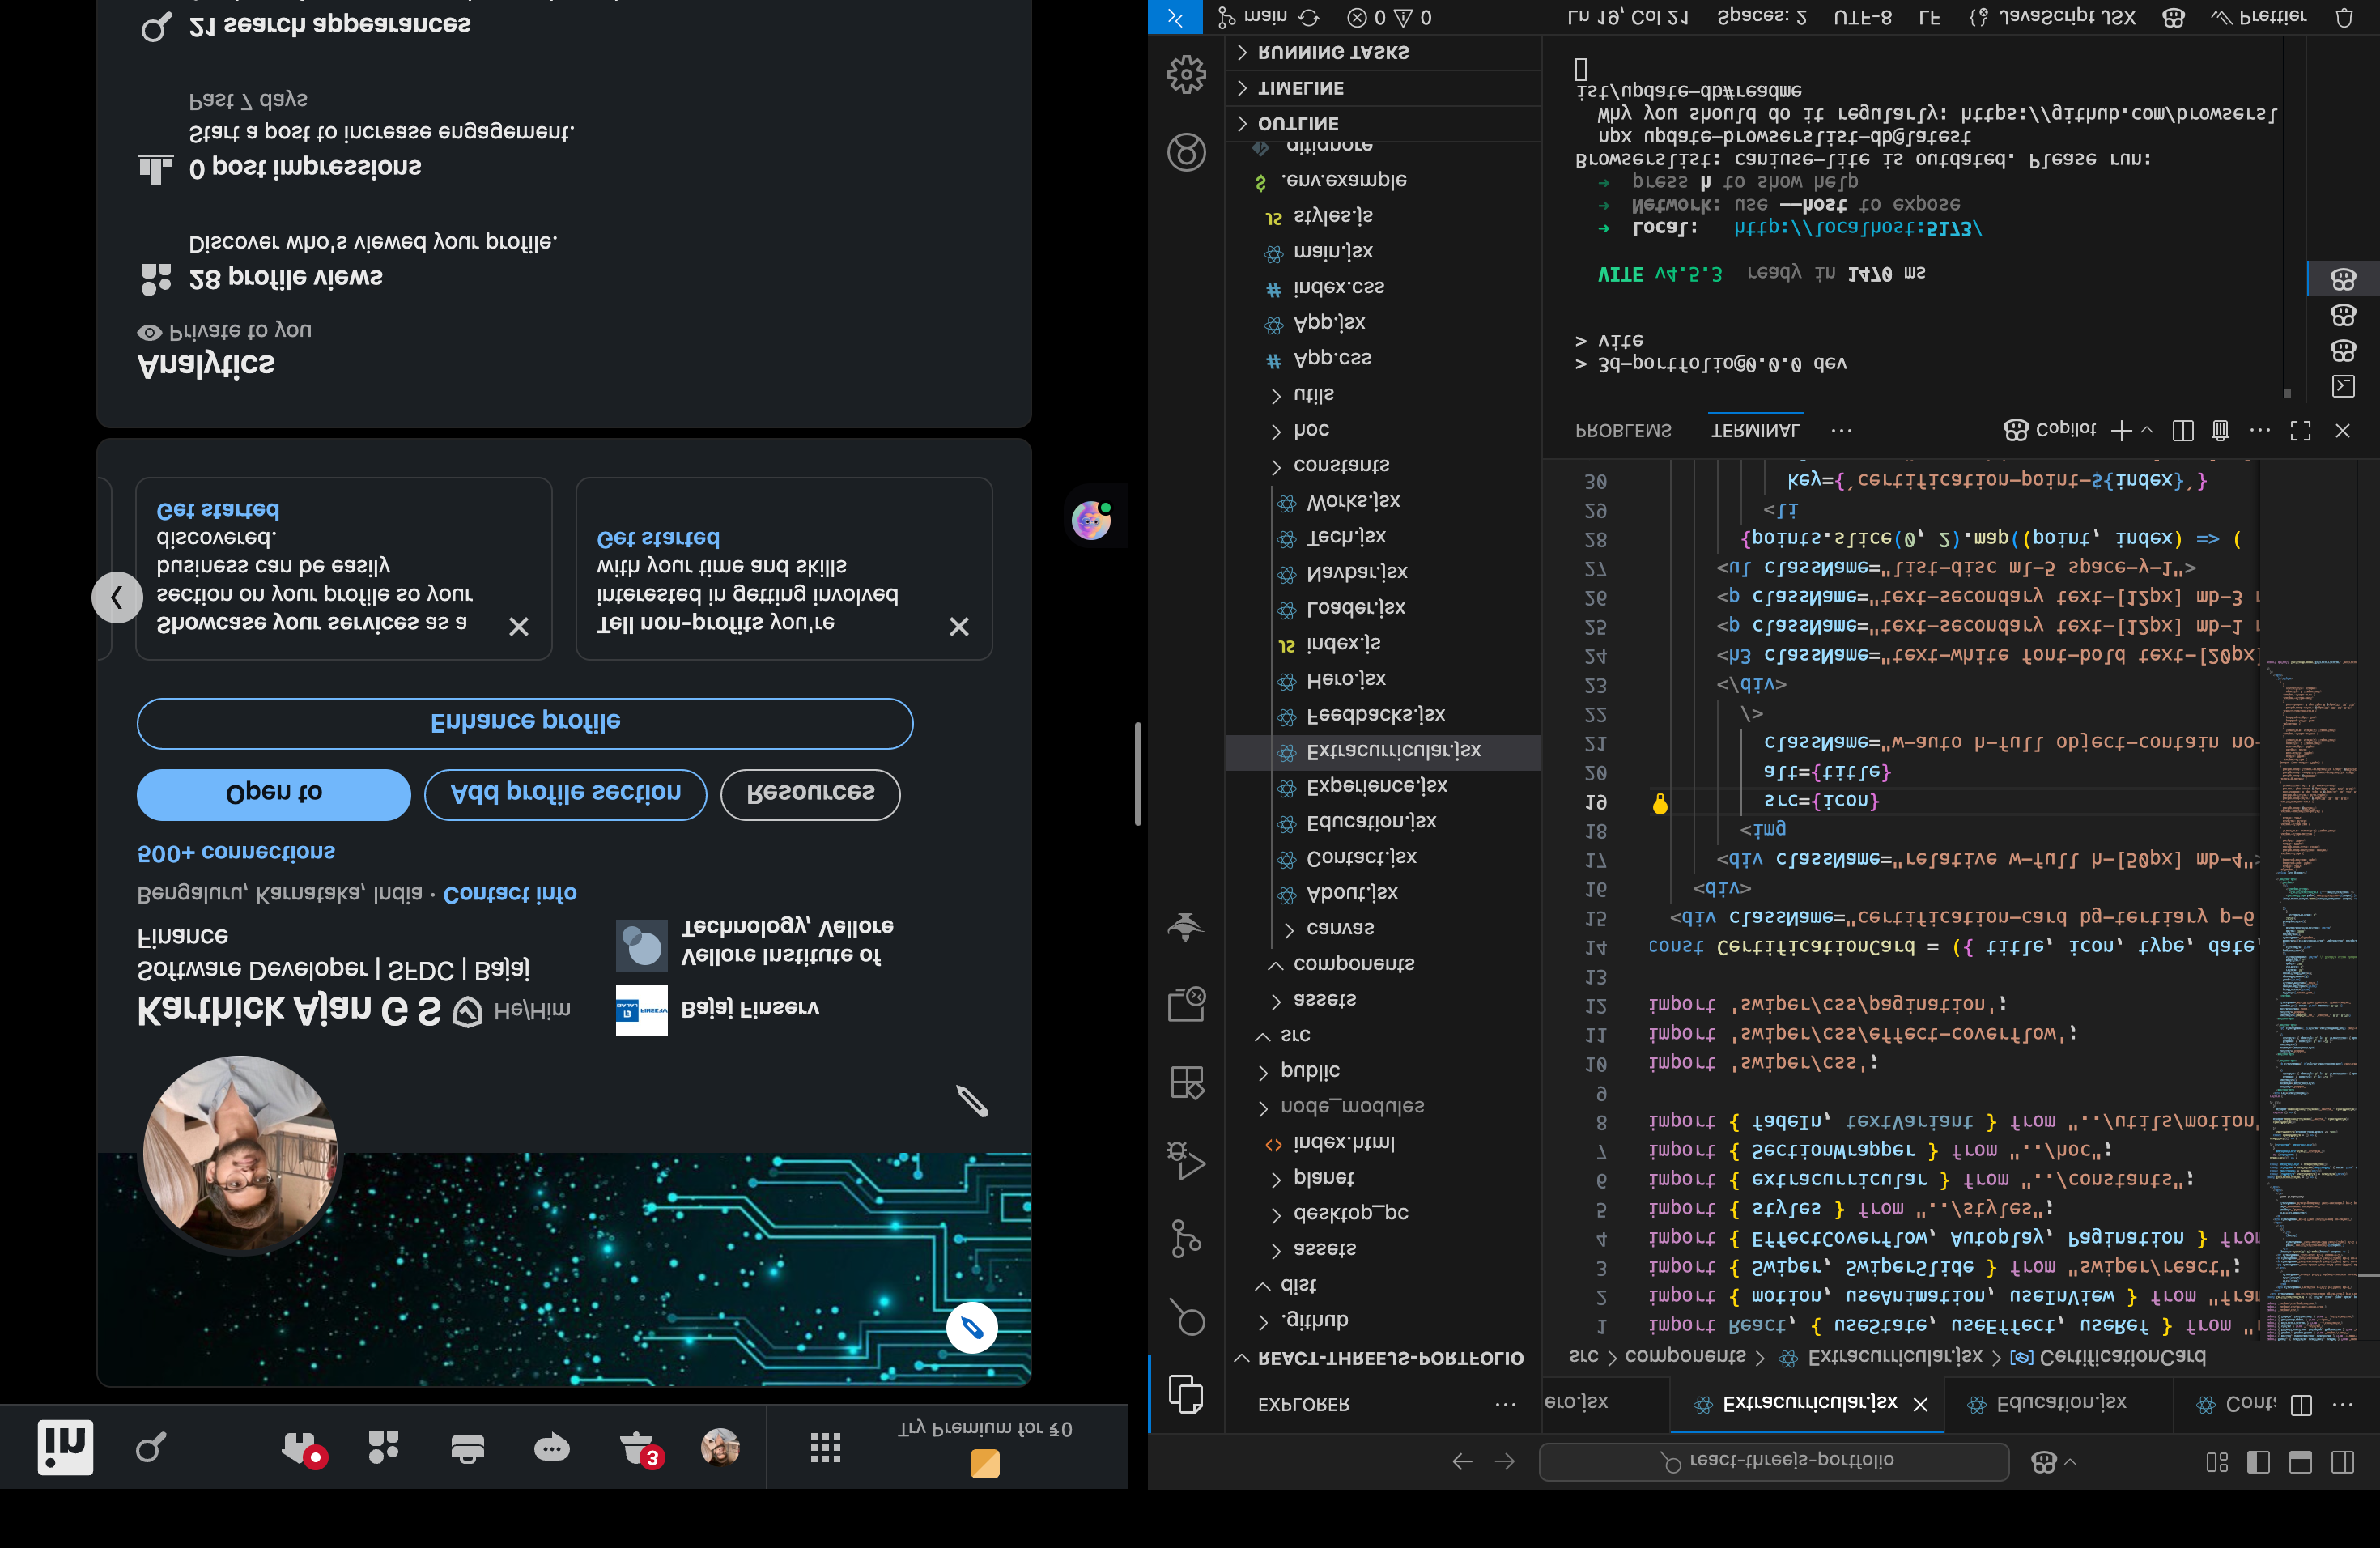 in
3
Try Premium for ₹0
Karthick Ajan G S
He/Him
Software Developer | SFDC | Bajaj
Finance
Bajaj Finserv
Vellore Institute of
Technology, Vellore
Bengaluru, Karnataka, India · Contact info
500+ connections
Open to
Add profile section
Resources
Enhance profile
Showcase your services as a
section on your profile so your
business can be easily
discovered.
Get started
Tell non-profits you're
interested in getting involved
with your time and skills
Get started
Analytics
Private to you
28 profile views
Discover who's viewed your profile.
0 post impressions
Start a post to increase engagement.
Past 7 days
21 search appearances
react-threejs-portfolio
EXPLORER
ero.jsx
Extracurricular.jsx
Education.jsx
Conta
REACT-THREEJS-PORTFOLIO
.github
dist
assets
desktop_pc
planet
index.html
node_modules
public
src
assets
components
canvas
About.jsx
Contact.jsx
Education.jsx
Experience.jsx
Extracurricular.jsx
Feedbacks.jsx
Hero.jsx
index.js
Loader.jsx
Navbar.jsx
Tech.jsx
Works.jsx
constants
hoc
utils
App.css
App.jsx
index.css
main.jsx
styles.js
.env.example
.gitignore
OUTLINE
TIMELINE
RUNNING TASKS
src > components > Extracurricular.jsx > CertificationCard
1 import React, { useState, useEffect, useRef } from "
2 import { motion, useAnimation, useInView } from "fra
3 import { Swiper, SwiperSlide } from "swiper/react";
4 import { EffectCoverflow, Autoplay, Pagination } from
5 import { styles } from "../styles";
6 import { extracurricular } from "../constants";
7 import { SectionWrapper } from "../hoc";
8 import { fadeIn, textVariant } from "../utils/motion"
9
10 import 'swiper/css';
11 import 'swiper/css/effect-coverflow';
12 import 'swiper/css/pagination';
13
14 const CertificationCard = ({ title, icon, type, date,
15 <div className="certification-card bg-tertiary p-6
16 <div>
17 <div className="relative w-full h-[50px] mb-4">
18 <img
19 src={icon}
20 alt={title}
21 className="w-auto h-full object-contain no-
22 />
23 </div>
24 <h3 className="text-white font-bold text-[20px]
25 <p className="text-secondary text-[12px] mb-1
26 <p className="text-secondary text-[12px] mb-3
27 <ul className="list-disc ml-5 space-y-1">
28 {points.slice(0, 2).map((point, index) => (
29 <li
30 key={`certification-point-${index}`}
PROBLEMS
TERMINAL
Copilot
> 3d-portfolio@0.0.0 dev
> vite
VITE v4.5.3 ready in 1470 ms
➜ Local: http://localhost:5173/
➜ Network: use --host to expose
➜ press h to show help
Browserslist: caniuse-lite is outdated. Please run:
npx update-browserslist-db@latest
Why you should do it regularly: https://github.com/browsersl
ist/update-db#readme
main
0
0
Ln 19, Col 21
Spaces: 2
UTF-8
LF
JavaScript JSX
Prettier